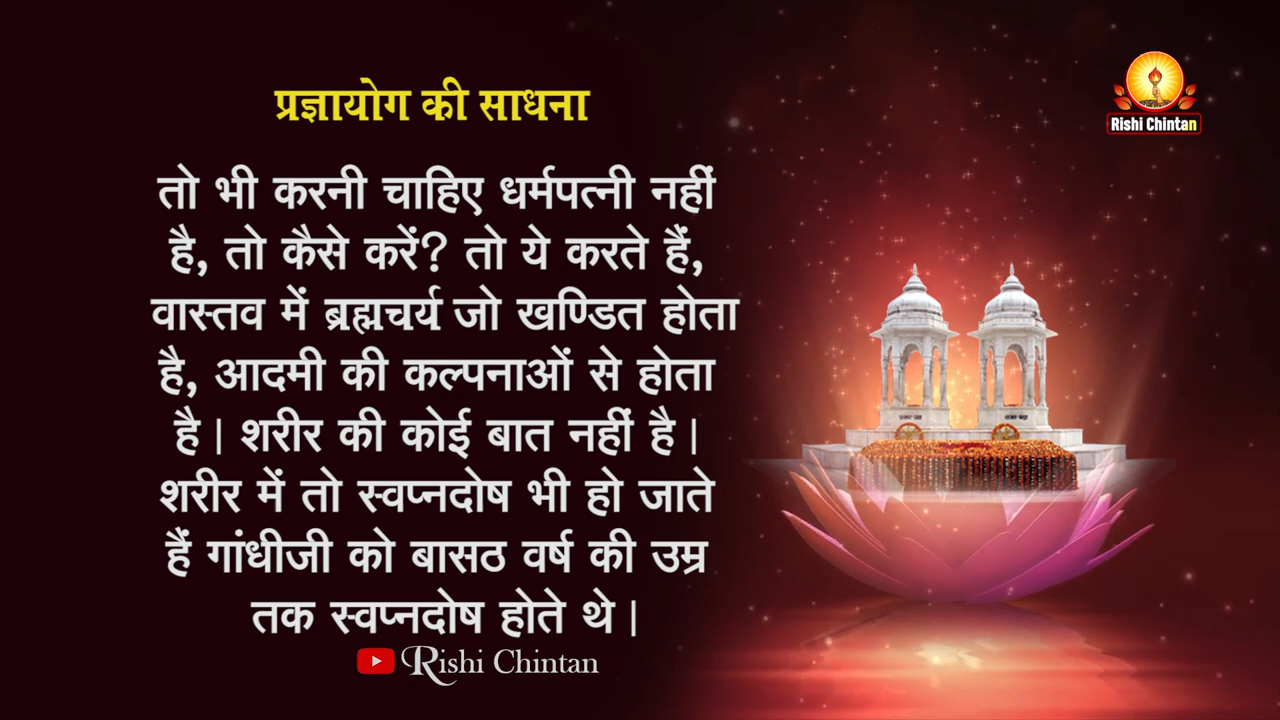 प्रज्ञायोग की साधना
तो भी करनी चाहिए धर्मपत्नी नहीं
है, तो कैसे करें? तो ये करते हैं,
वास्तव में ब्रह्मचर्य जो खण्डित होता
है, आदमी की कल्पनाओं से होता
है। शरीर की कोई बात नहीं है।
शरीर में तो स्वप्नदोष भी हो जाते
हैं गांधीजी को बासठ वर्ष की उम्र
तक स्वप्नदोष होते थे।
Rishi Chintan
Rishi Chintan